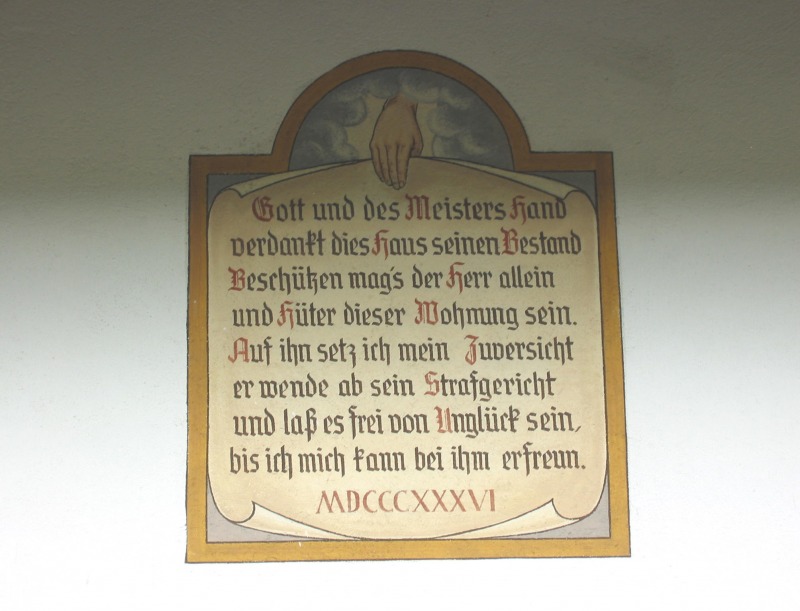 Gott und des Meisters Hand
verdankt dies Haus seinen Bestand
Beschützen mag's der Herr allein
und Hüter dieser Wohnung sein.
Auf ihn setz ich mein Zuversicht
er wende ab sein Strafgericht
und laß es frei von Unglück sein,
bis ich mich kann bei ihm erfreun.
MDCCCXXXVI